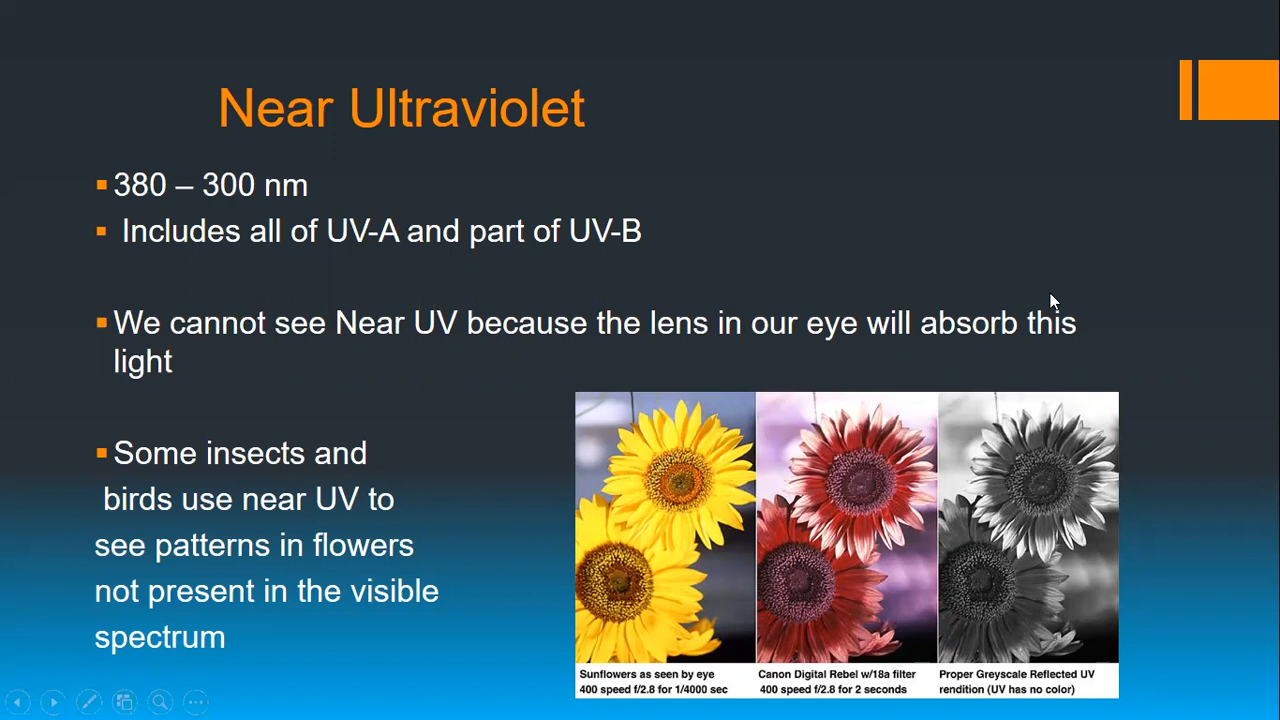 Near Ultraviolet
380 – 300 nm
Includes all of UV-A and part of UV-B
We cannot see Near UV because the lens in our eye will absorb this
light
Some insects and
birds use near UV to
see patterns in flowers
not present in the visible
spectrum
Sunflowers as seen by eye
400 speed f/2.8 for 1/4000 sec
Canon Digital Rebel w/18a filter
400 speed f/2.8 for 2 seconds
Proper Greyscale Reflected UV
rendition (UV has no color)